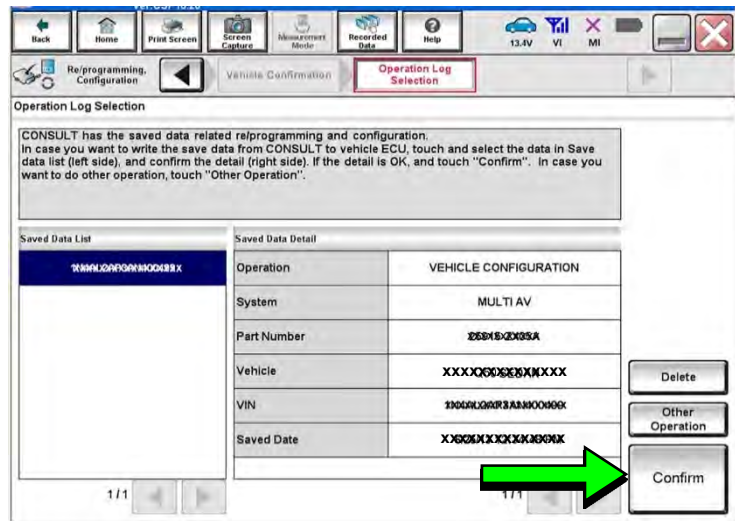 Back
Home
Print Screen
Screen
Capture
Measurement
Mode
Recorded
Data
Help
13.4V
VI
MI
Re/programming,
Configuration
Vehicle Confirmation
Operation Log
Selection
Operation Log Selection
CONSULT has the saved data related re/programming and configuration.
In case you want to write the save data from CONSULT to vehicle ECU, touch and select the data in Save
data list (left side), and confirm the detail (right side). If the detail is OK, and touch "Confirm". In case you
want to do other operation, touch "Other Operation".
Saved Data List
Saved Data Detail
Operation
VEHICLE CONFIGURATION
System
MULTI AV
Part Number
Vehicle
VIN
Saved Date
Delete
Other
Operation
Confirm
1/1
1/1